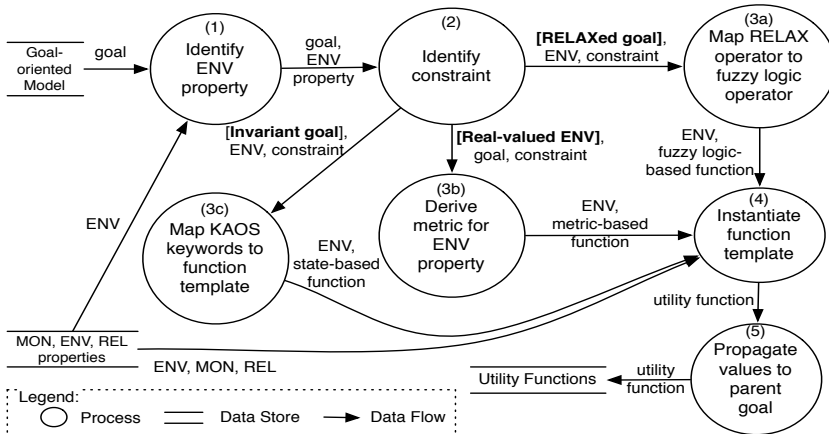 (1)
Identify
ENV
property
(2)
Identify
constraint
(3a)
Map RELAX
operator to
fuzzy logic
operator
Goal-
oriented
Model
goal
goal,
ENV
property
[RELAXed goal],
ENV, constraint
[Invariant goal],
ENV, constraint
[Real-valued ENV],
goal, constraint
ENV,
fuzzy logic-
based function
ENV
(3c)
Map KAOS
keywords to
function
template
(3b)
Derive
metric for
ENV
property
(4)
Instantiate
function
template
ENV,
state-based
function
ENV,
metric-based
function
utility function
MON, ENV, REL
properties
ENV, MON, REL
(5)
Propagate
values to
parent
goal
utility
function
Utility Functions
Legend:
Process
Data Store
Data Flow